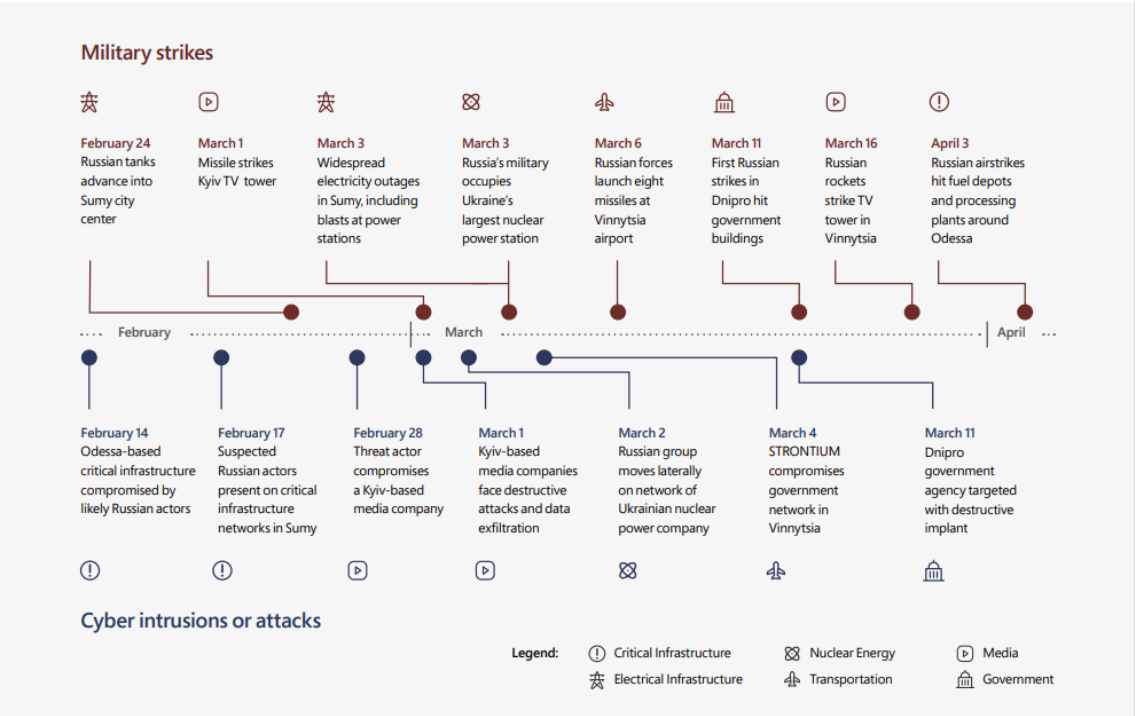 Military strikes
February 24
Russian tanks
advance into
Sumy city
center
March 1
Missile strikes
Kyiv TV tower
March 3
Widespread
electricity outages
in Sumy, including
blasts at power
stations
March 3
Russia's military
occupies
Ukraine's
largest nuclear
power station
March 6
Russian forces
launch eight
missiles at
Vinnytsia
airport
March 11
First Russian
strikes in
Dnipro hit
government
buildings
March 16
Russian
rockets
strike TV
tower in
Vinnytsia
April 3
Russian airstrikes
hit fuel depots
and processing
plants around
Odessa
February
March
April
February 14
Odessa-based
critical infrastructure
compromised by
likely Russian actors
February 17
Suspected
Russian actors
present on critical
infrastructure
networks in Sumy
February 28
Threat actor
compromises
a Kyiv-based
media company
March 1
Kyiv-based
media companies
face destructive
attacks and data
exfiltration
March 2
Russian group
moves laterally
on network of
Ukrainian nuclear
power company
March 4
STRONTIUM
compromises
government
network in
Vinnytsia
March 11
Dnipro
government
agency targeted
with destructive
implant
Cyber intrusions or attacks
Legend:
Critical Infrastructure
Nuclear Energy
Media
Electrical Infrastructure
Transportation
Government